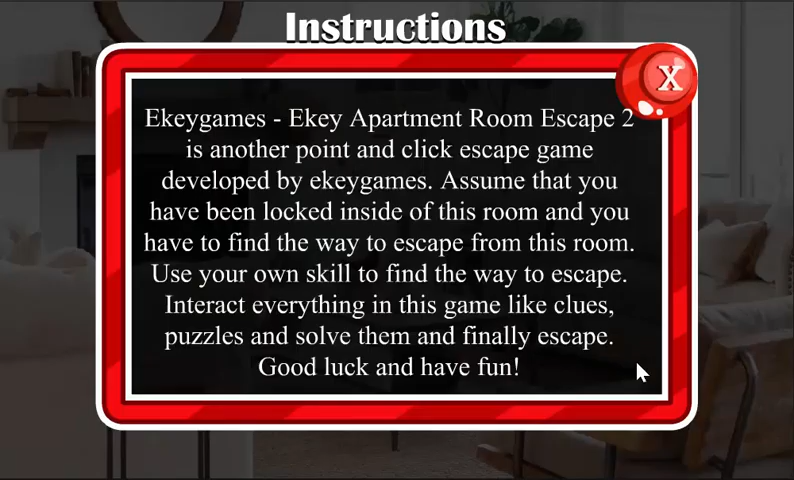 Instructions
X
Ekeygames - Ekey Apartment Room Escape 2
is another point and click escape game
developed by ekeygames. Assume that you
have been locked inside of this room and you
have to find the way to escape from this room.
Use your own skill to find the way to escape.
Interact everything in this game like clues,
puzzles and solve them and finally escape.
Good luck and have fun!